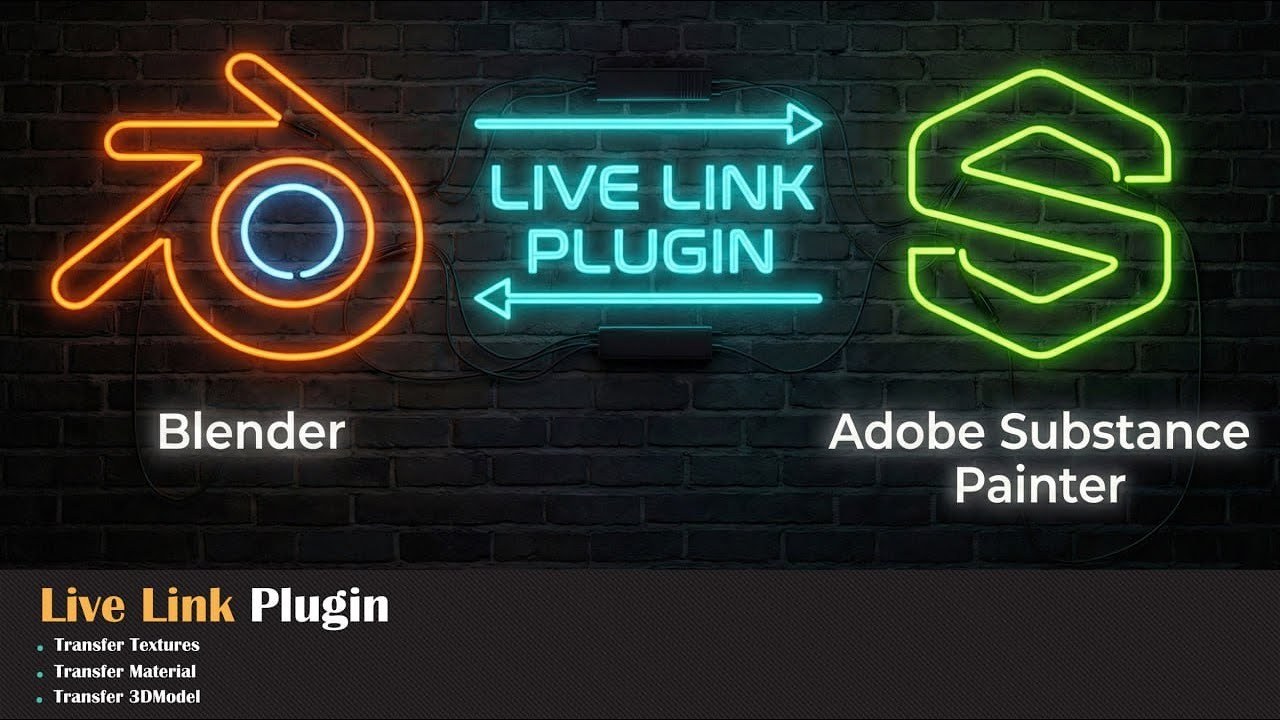 LIVE LINK
PLUGIN
Blender
Adobe Substance
Painter
Live Link Plugin
Transfer Textures
Transfer Material
Transfer 3DModel